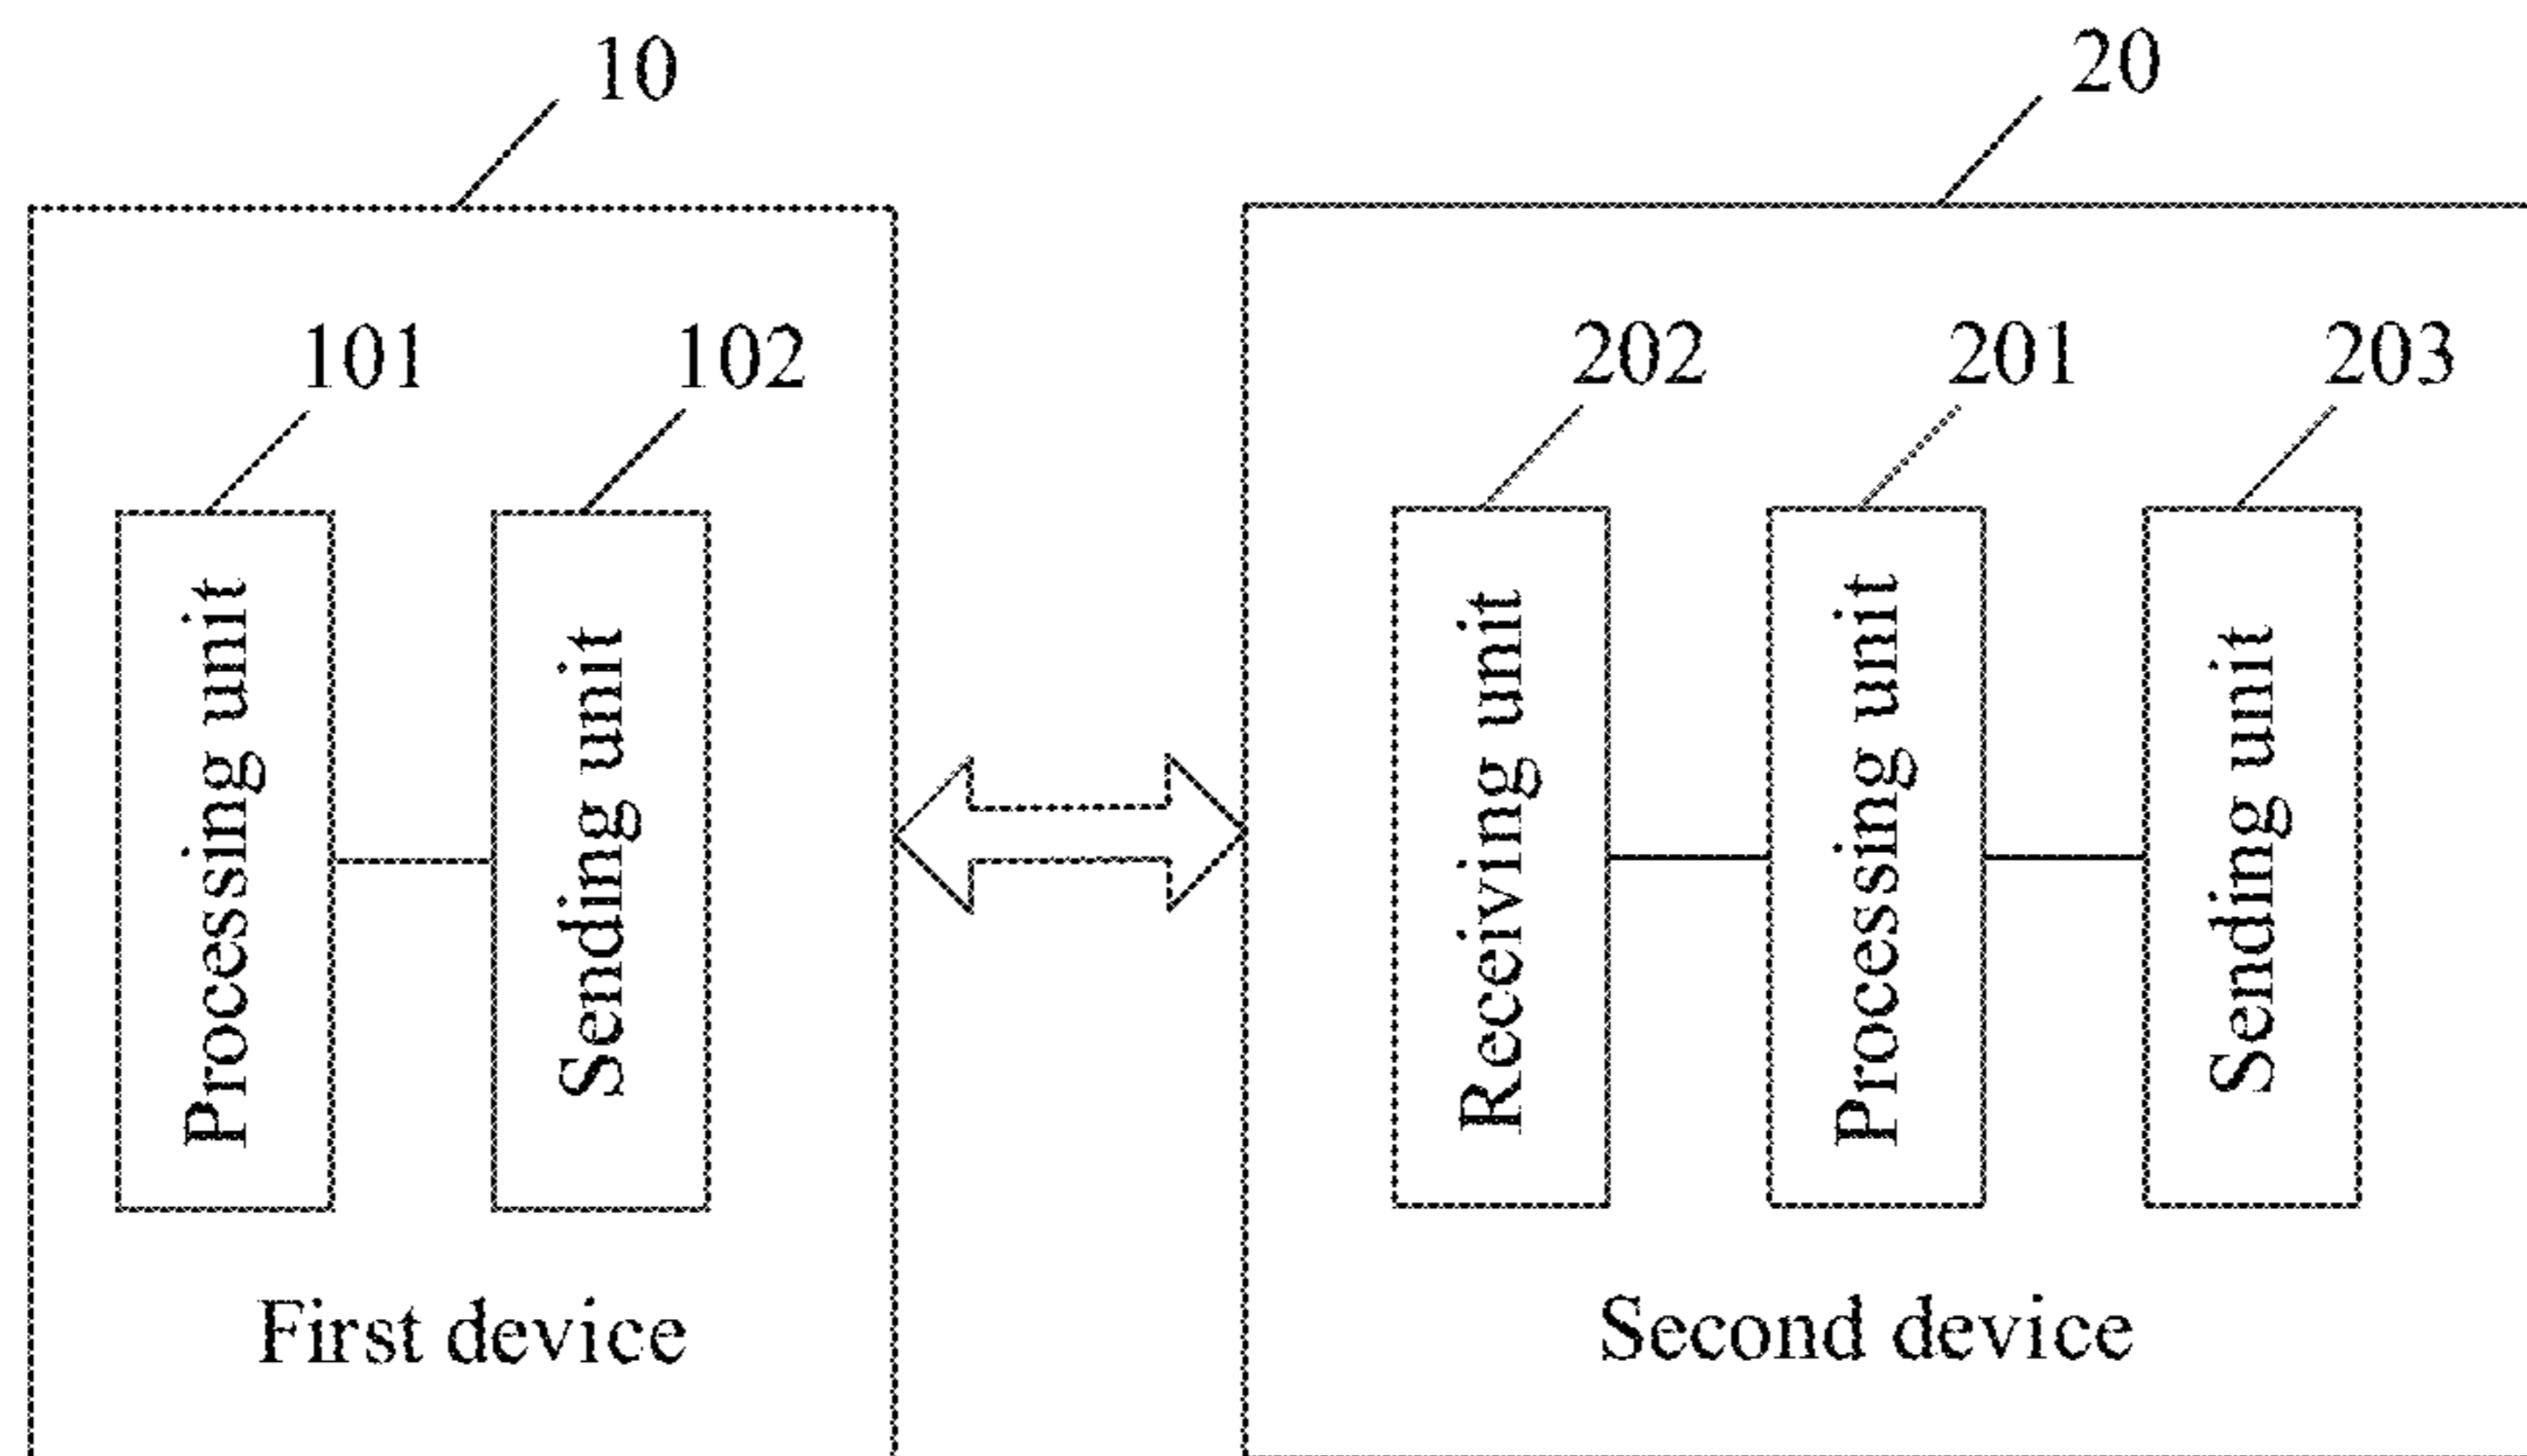 10
20
101
102
202
201
203
Processing unit
Sending unit
Receiving unit
Processing unit
Sending unit
First device
Second device